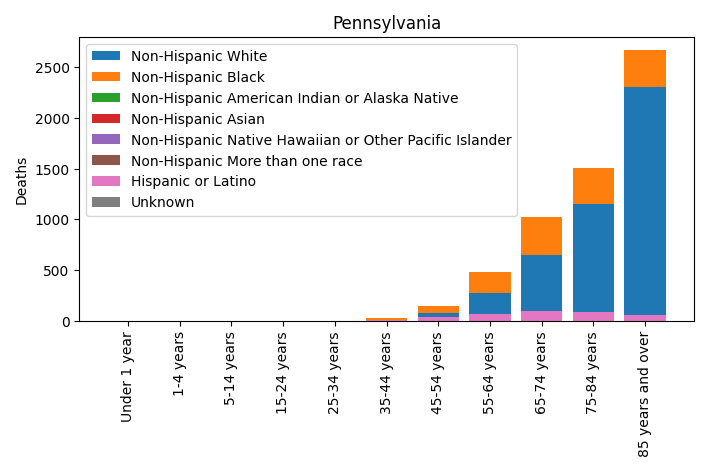 Pennsylvania
Non-Hispanic White
Non-Hispanic Black
Non-Hispanic American Indian or Alaska Native
Non-Hispanic Asian
Non-Hispanic Native Hawaiian or Other Pacific Islander
Non-Hispanic More than one race
Hispanic or Latino
Unknown
Deaths
2500
2000
1500
1000
500
0
Under 1 year
1-4 years
5-14 years
15-24 years
25-34 years
35-44 years
45-54 years
55-64 years
65-74 years
75-84 years
85 years and over